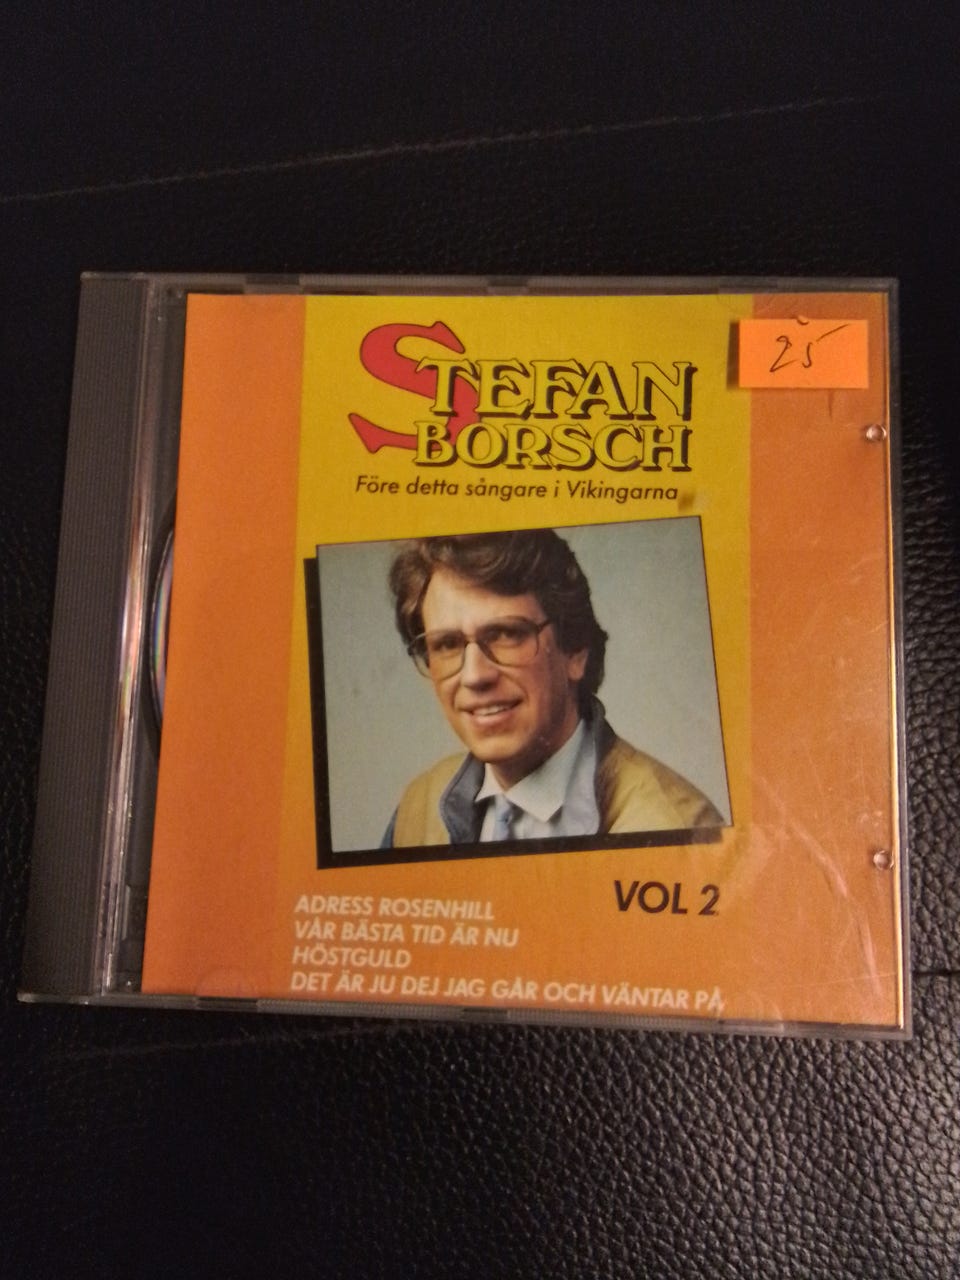 25
STEFAN
BORSCH
Före detta sångare i Vikingarna
VOL 2
ADRESS ROSENHILL
VÅR BÄSTA TID ÄR NU
HÖSTGULD
DET ÄR JU DEJ JAG GÅR OCH VÄNTAR PÅ